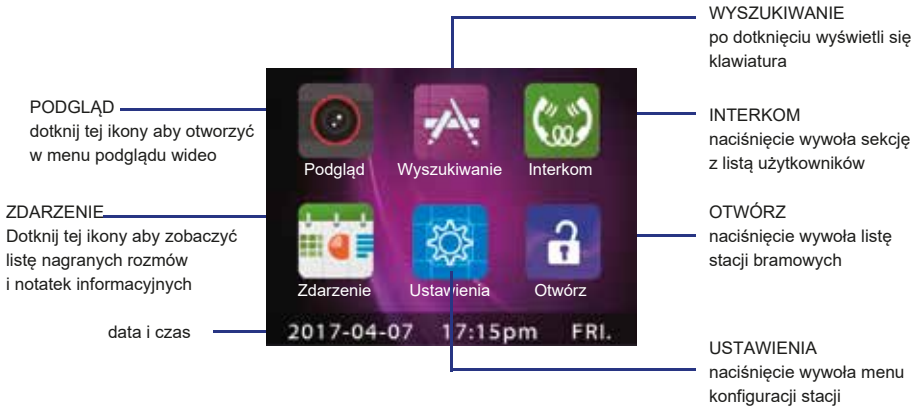 WYSZUKIWANIE
po dotknięciu wyświetli się
klawiatura
PODGLĄD
dotknij tej ikony aby otworzyć
w menu podglądu wideo
INTERKOM
naciśnięcie wywoła sekcję
z listą użytkowników
ZDARZENIE
Dotknij tej ikony aby zobaczyć
listę nagranych rozmów
i notatek informacyjnych
OTWÓRZ
naciśnięcie wywoła listę
stacji bramowych
data i czas
USTAWIENIA
naciśnięcie wywoła menu
konfiguracji stacji
Podgląd Wyszukiwanie Interkom
Zdarzenie Ustawienia Otwórz
2017-04-07 17:15pm FRI.